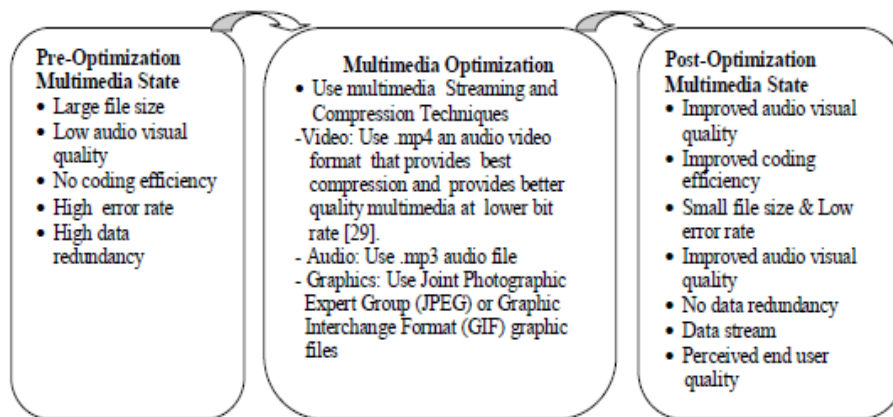 Pre-Optimization
Multimedia State
• Large file size
• Low audio visual
quality
• No coding efficiency
• High error rate
• High data
redundancy
Multimedia Optimization
• Use multimedia Streaming and
Compression Techniques
-Video: Use .mp4 an audio video
format that provides best
compression and provides better
quality multimedia at lower bit
rate [29].
- Audio: Use .mp3 audio file
- Graphics: Use Joint Photographic
Expert Group (JPEG) or Graphic
Interchange Format (GIF) graphic
files
Post-Optimization
Multimedia State
• Improved audio visual
quality
• Improved coding
efficiency
• Small file size & Low
error rate
• Improved audio visual
quality
• No data redundancy
• Data stream
• Perceived end user
quality